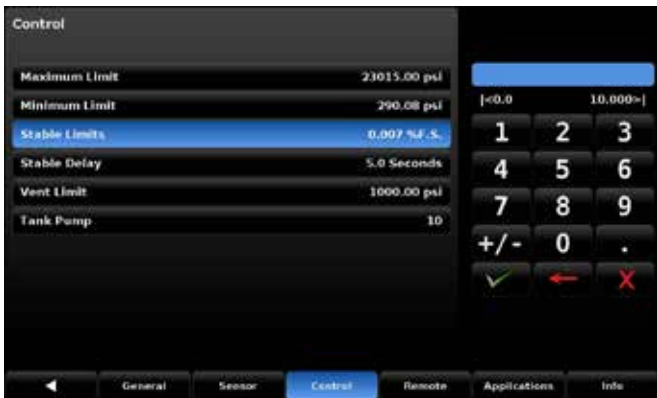 Control
Maximum Limit 23015.00 psi
Minimum Limit 290.08 psi
Stable Limits 0.007 %F.S.
Stable Delay 5.0 Seconds
Vent Limit 1000.00 psi
Tank Pump 10
|<0.0 10.000>|
1 2 3
4 5 6
7 8 9
+/- 0 .
X
General Sensor Control Remote Applications Info